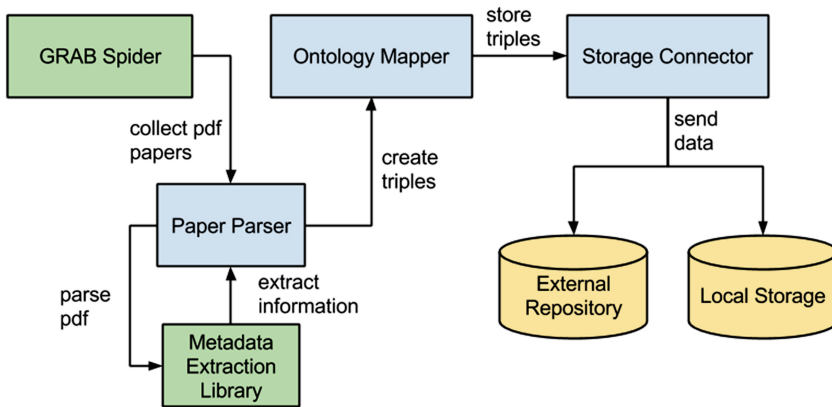 GRAB Spider
collect pdf
papers
Ontology Mapper
store
triples
Storage Connector
send
data
create
triples
Paper Parser
parse
pdf
extract
information
Metadata
Extraction
Library
External
Repository
Local Storage